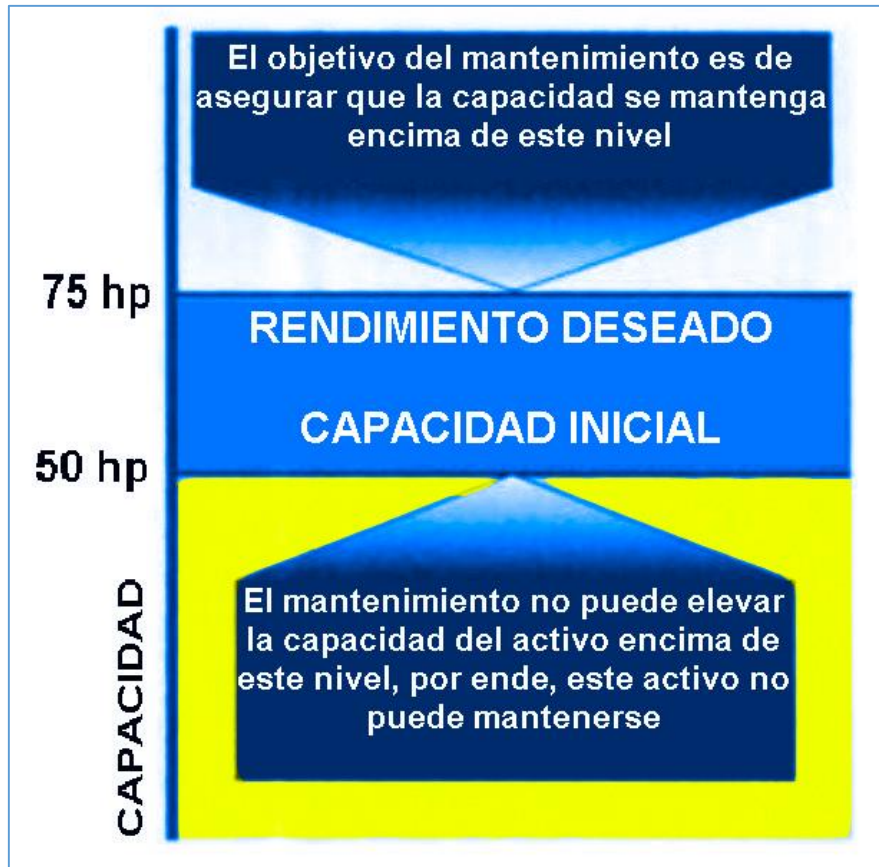 El objetivo del mantenimiento es de
asegurar que la capacidad se mantenga
encima de este nivel
75 hp
RENDIMIENTO DESEADO
CAPACIDAD INICIAL
50 hp
El mantenimiento no puede elevar
la capacidad del activo encima de
este nivel, por ende, este activo no
puede mantenerse
CAPACIDAD